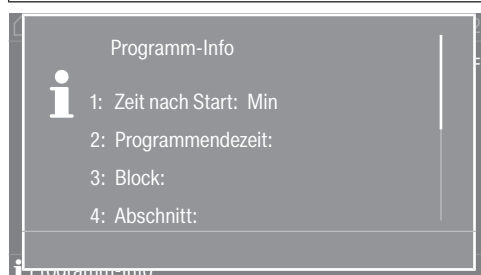 Programm-Info
1: Zeit nach Start: Min
2: Programmendezeit:
3: Block:
4: Abschnitt: